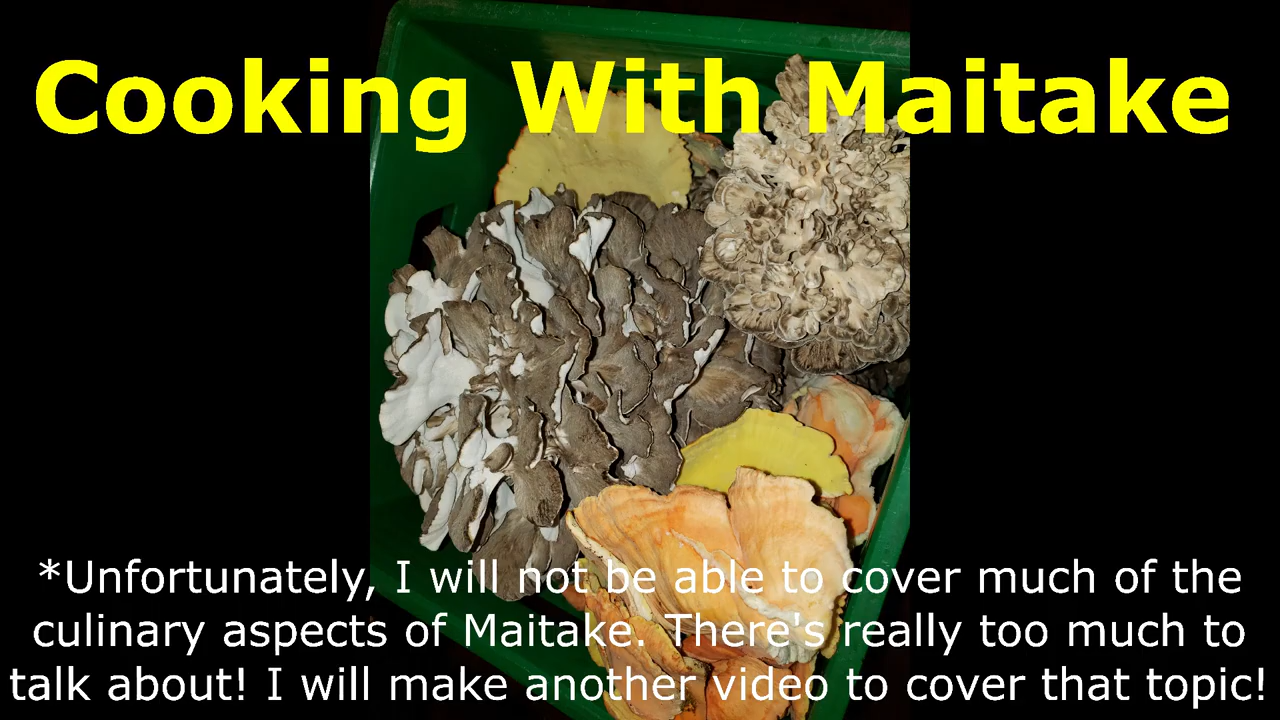 Cooking With Maitake
*Unfortunately, I will not be able to cover much of the
culinary aspects of Maitake. There's really too much to
talk about! I will make another video to cover that topic!